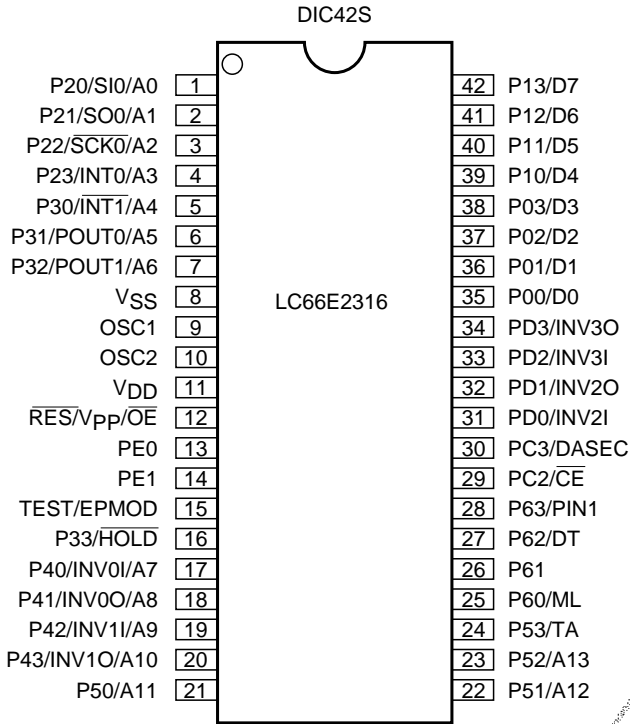 DIC42S
P20/SI0/A0 1
P21/SO0/A1 2
P22/S̅C̅K̅0̅/A2 3
P23/INT0/A3 4
P30/I̅N̅T̅1̅/A4 5
P31/POUT0/A5 6
P32/POUT1/A6 7
VSS 8
OSC1 9
OSC2 10
VDD 11
R̅E̅S̅/VPP/O̅E̅ 12
PE0 13
PE1 14
TEST/EPMOD 15
P33/H̅O̅L̅D̅ 16
P40/INV0I/A7 17
P41/INV0O/A8 18
P42/INV1I/A9 19
P43/INV1O/A10 20
P50/A11 21
LC66E2316
42 P13/D7
41 P12/D6
40 P11/D5
39 P10/D4
38 P03/D3
37 P02/D2
36 P01/D1
35 P00/D0
34 PD3/INV3O
33 PD2/INV3I
32 PD1/INV2O
31 PD0/INV2I
30 PC3/DASEC
29 PC2/C̅E̅
28 P63/PIN1
27 P62/DT
26 P61
25 P60/ML
24 P53/TA
23 P52/A13
22 P51/A12